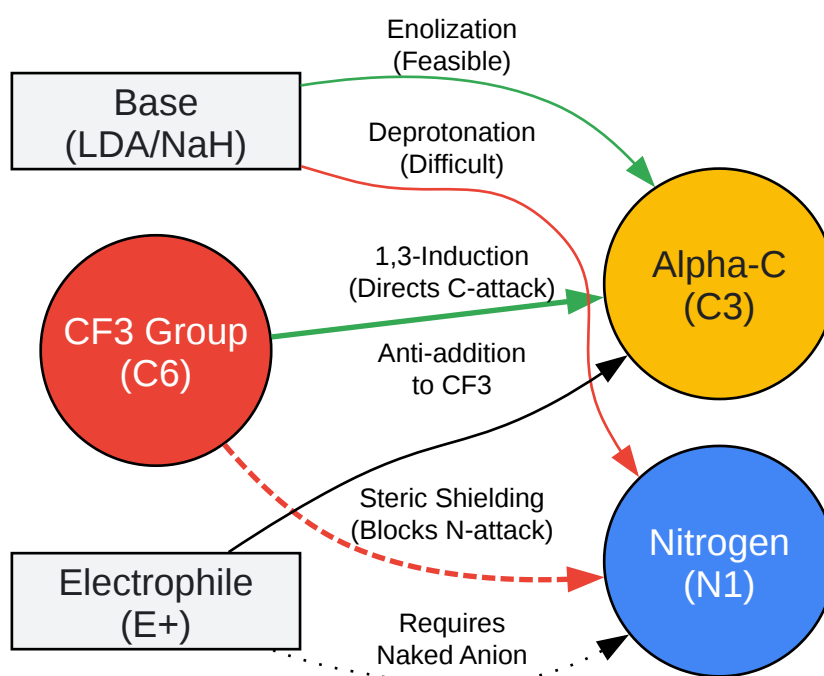 Enolization
(Feasible)
Base
(LDA/NaH)
Deprotonation
(Difficult)
Alpha-C
(C3)
1,3-Induction
(Directs C-attack)
CF3 Group
(C6)
Anti-addition
to CF3
Steric Shielding
(Blocks N-attack)
Nitrogen
(N1)
Electrophile
(E+)
Requires
Naked Anion